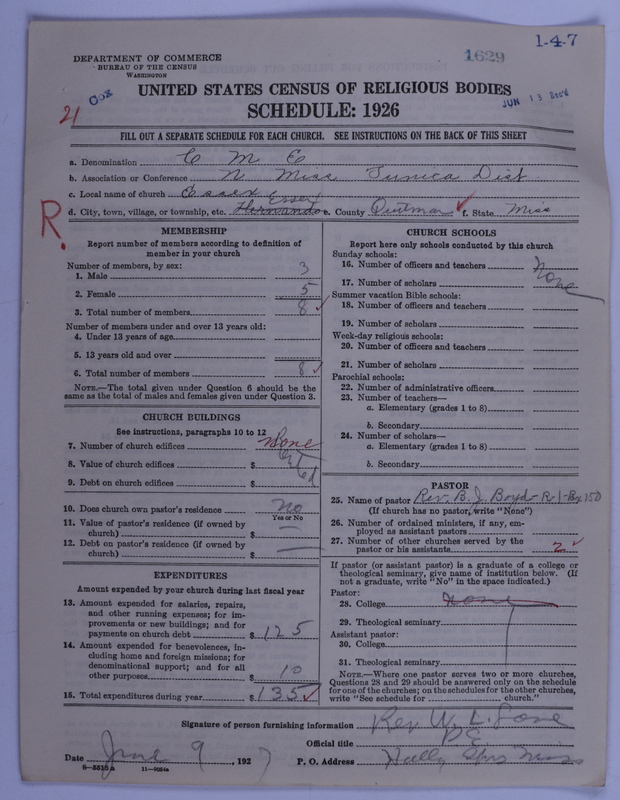 1-4-7
1629
DEPARTMENT OF COMMERCE
BUREAU OF THE CENSUS
WASHINGTON
UNITED STATES CENSUS OF RELIGIOUS BODIES
SCHEDULE: 1926
JUN 13
21
FILL OUT A SEPARATE SCHEDULE FOR EACH CHURCH. SEE INSTRUCTIONS ON THE BACK OF THIS SHEET
a. Denomination C M E
b. Association or Conference N Miss Tunica Dist
c. Local name of church Essex
Essex
d. City, town, village, or township, etc. Hernando e. County Quitman f. State Miss
R.
MEMBERSHIP
Report number of members according to definition of member in your church
Number of members, by sex:
1. Male 3
2. Female 5
3. Total number of members 8
Number of members under and over 13 years old:
4. Under 13 years of age
5. 13 years old and over
6. Total number of members 8
NOTE.—The total given under Question 6 should be the same as the total of males and females given under Question 3.
CHURCH BUILDINGS
See instructions, paragraphs 10 to 12
7. Number of church edifices None
8. Value of church edifices $
9. Debt on church edifices $
10. Does church own pastor's residence? No
Yes or No
11. Value of pastor's residence (if owned by church) $ —
12. Debt on pastor's residence (if owned by church) $ —
EXPENDITURES
Amount expended by your church during last fiscal year
13. Amount expended for salaries, repairs, and other running expenses; for improvements or new buildings; and for payments on church debt $ 125
14. Amount expended for benevolences, including home and foreign missions; for denominational support; and for all other purposes $ 10
15. Total expenditures during year $ 135
CHURCH SCHOOLS
Report here only schools conducted by this church
Sunday schools:
16. Number of officers and teachers None
17. Number of scholars
Summer vacation Bible schools:
18. Number of officers and teachers
19. Number of scholars
Week-day religious schools:
20. Number of officers and teachers
21. Number of scholars
Parochial schools:
22. Number of administrative officers
23. Number of teachers—
a. Elementary (grades 1 to 8)
b. Secondary
24. Number of scholars—
a. Elementary (grades 1 to 8)
b. Secondary
PASTOR
25. Name of pastor Rev. B. J. Boyd- R-1-Bx 150
(If church has no pastor, write "None")
26. Number of ordained ministers, if any, employed as assistant pastors
27. Number of other churches served by the pastor or his assistants 2
If pastor (or assistant pastor) is a graduate of a college or theological seminary, give name of institution below. (If not a graduate, write "No" in the space indicated.)
Pastor:
28. College None
29. Theological seminary
Assistant pastor:
30. College
31. Theological seminary
NOTE.—Where one pastor serves two or more churches, Questions 28 and 29 should be answered only on the schedule for one of the churches; on the schedules for the other churches, write "See schedule for church."
Signature of person furnishing information Rev. W. L.
Official title P E
Date June 9, 1927 P. O. Address Holly Spgs Miss
8-5515a 11-9084a